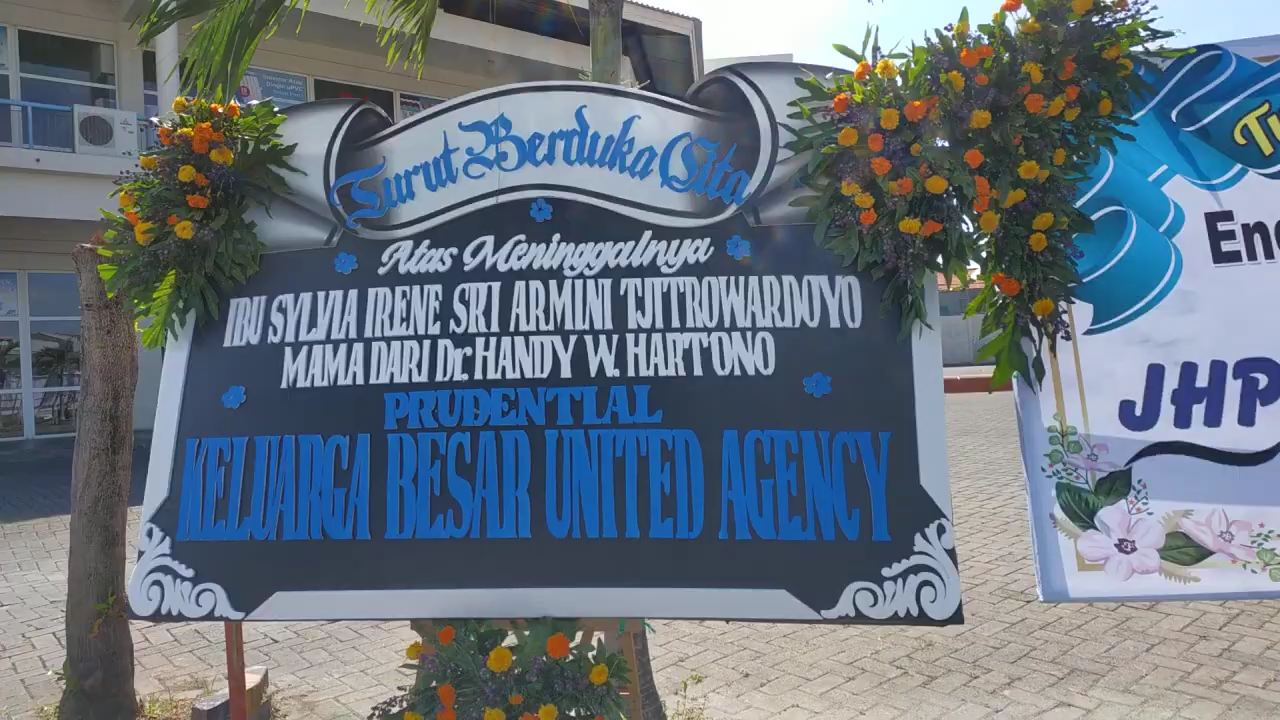 Turut Berduka Cita
Atas Meninggalnya
IBU SYLVIA IRENE SRI ARMINI TJITROWARDOYO
MAMA DARI Dr. HANDY W. HARTONO
PRUDENTIAL
KELUARGA BESAR UNITED AGENCY
JHP